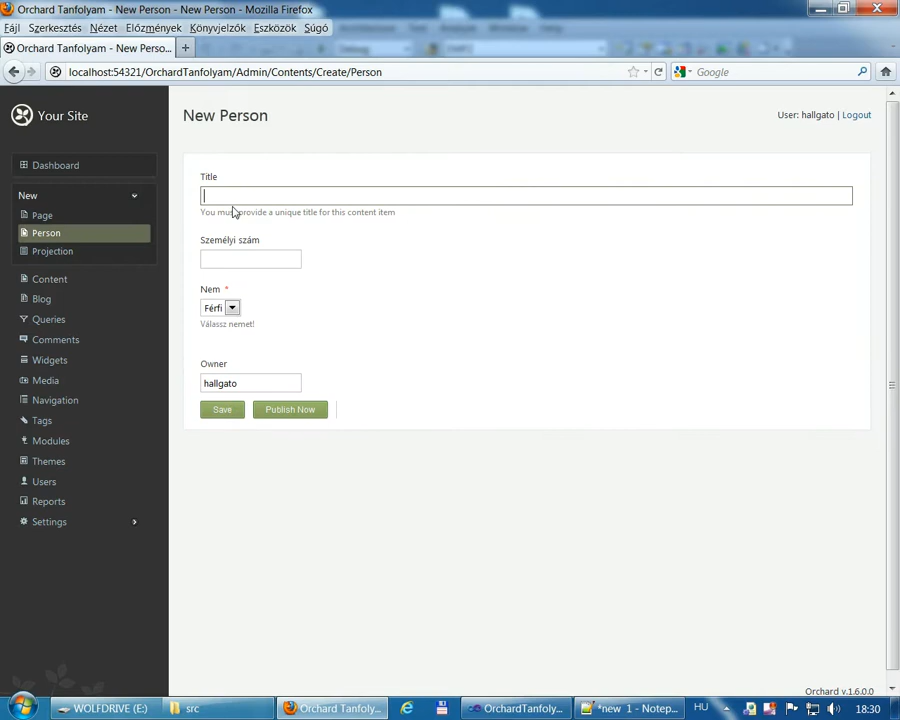 Orchard Tanfolyam - New Person - New Person - Mozilla Firefox
Fájl Szerkesztés Nézet Előzmények Könyvjelzők Eszközök Súgó
Orchard Tanfolyam - New Perso...
localhost:54321/OrchardTanfolyam/Admin/Contents/Create/Person
Google
Your Site
New Person
User: hallgato | Logout
Dashboard
New
Page
Person
Projection
Content
Blog
Queries
Comments
Widgets
Media
Navigation
Tags
Modules
Themes
Users
Reports
Settings
Title
You must provide a unique title for this content item
Személyi szám
Nem *
Férfi
Válassz nemet!
Owner
hallgato
Save Publish Now
Orchard v.1.6.0.0
WOLFDRIVE (E:) src Orchard Tanfolya... OrchardTanfoly... *new 1 - Notep... HU 18:30